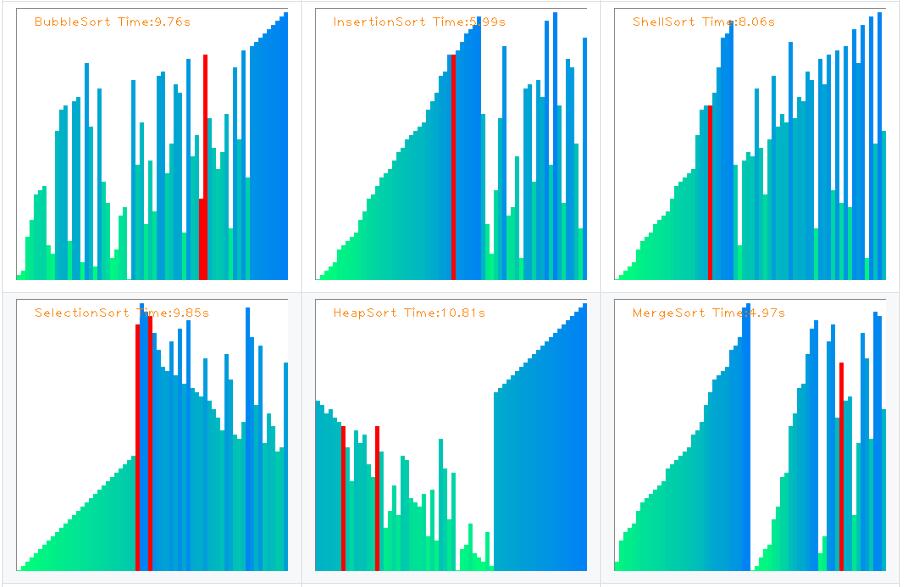 BubbleSort Time:9.76s
InsertionSort Time:5.99s
ShellSort Time:8.06s
SelectionSort Time:9.85s
HeapSort Time:10.81s
MergeSort Time:4.97s